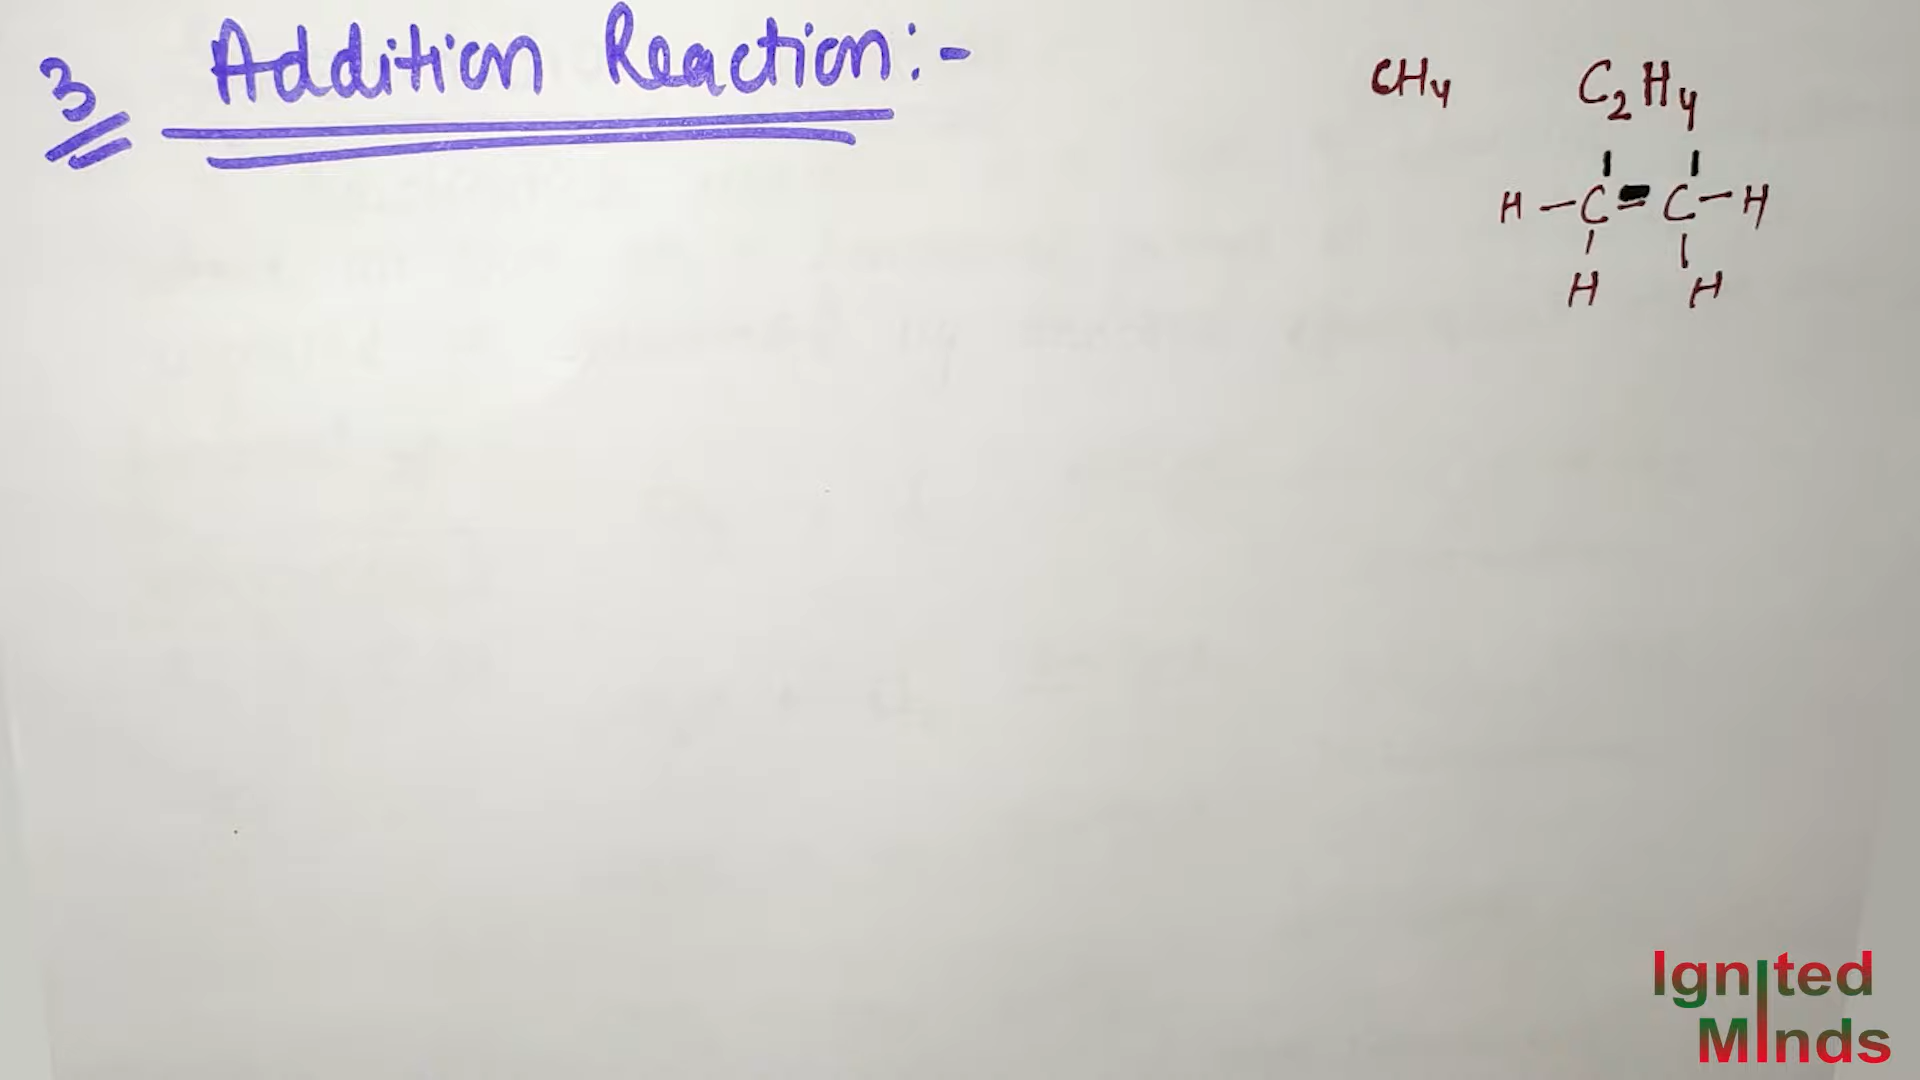 3 Addition Reaction:-
CH4 C2H4
H-C=C-H
H H
Ignited
Minds